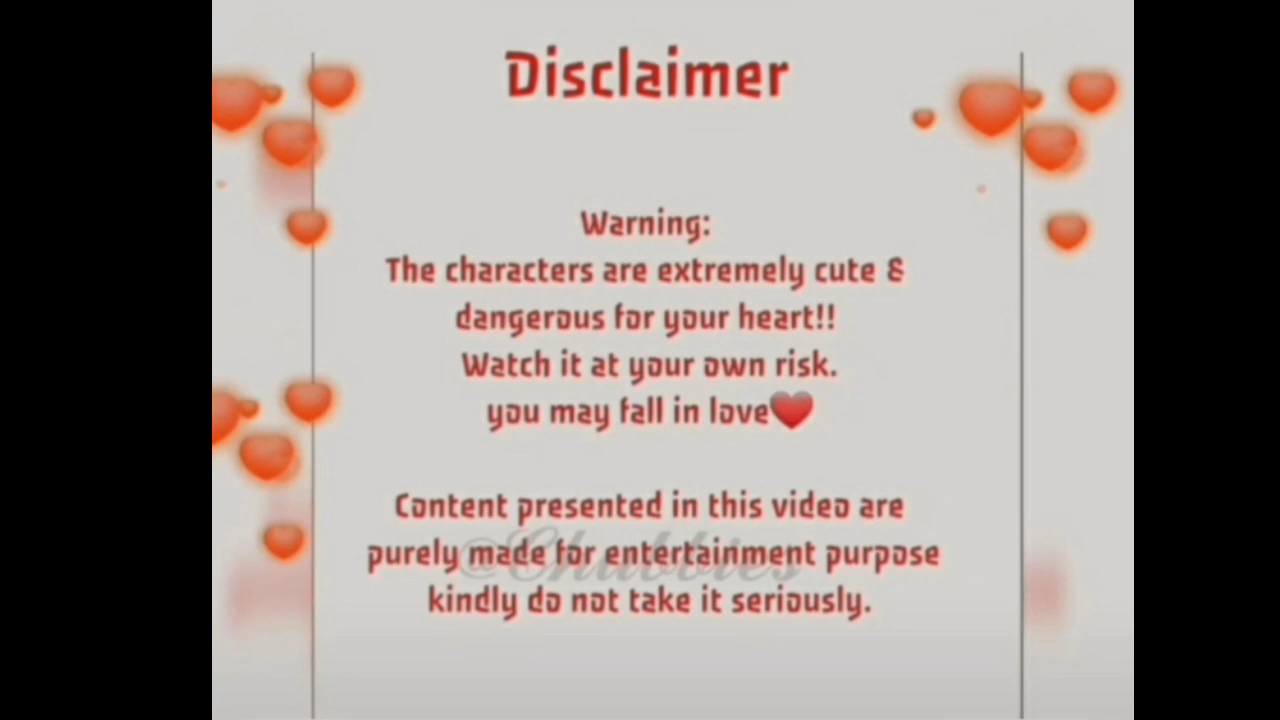 Disclaimer
Warning:
The characters are extremely cute &
dangerous for your heart!!
Watch it at your own risk.
you may fall in love❤
Content presented in this video are
purely made for entertainment purpose
@Chubbies
kindly do not take it seriously.